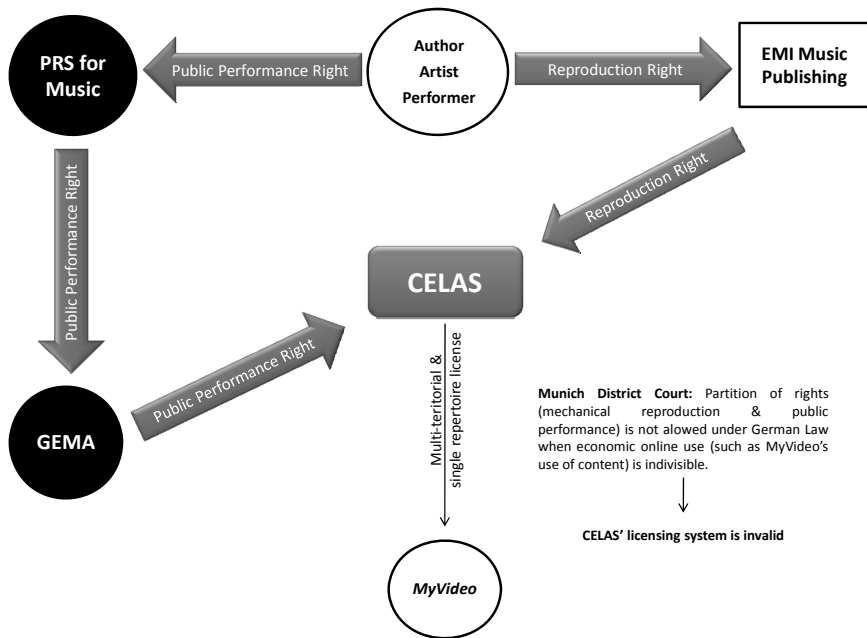 PRS for
Music
Public Performance Right
Author
Artist
Performer
Reproduction Right
EMI Music
Publishing
Public Performance Right
Reproduction Right
CELAS
Public Performance Right
GEMA
Multi-teritorial &
single repertoire license
Munich District Court: Partition of rights
(mechanical reproduction & public
performance) is not alowed under German Law
when economic online use (such as MyVideo's
use of content) is indivisible.
CELAS' licensing system is invalid
MyVideo